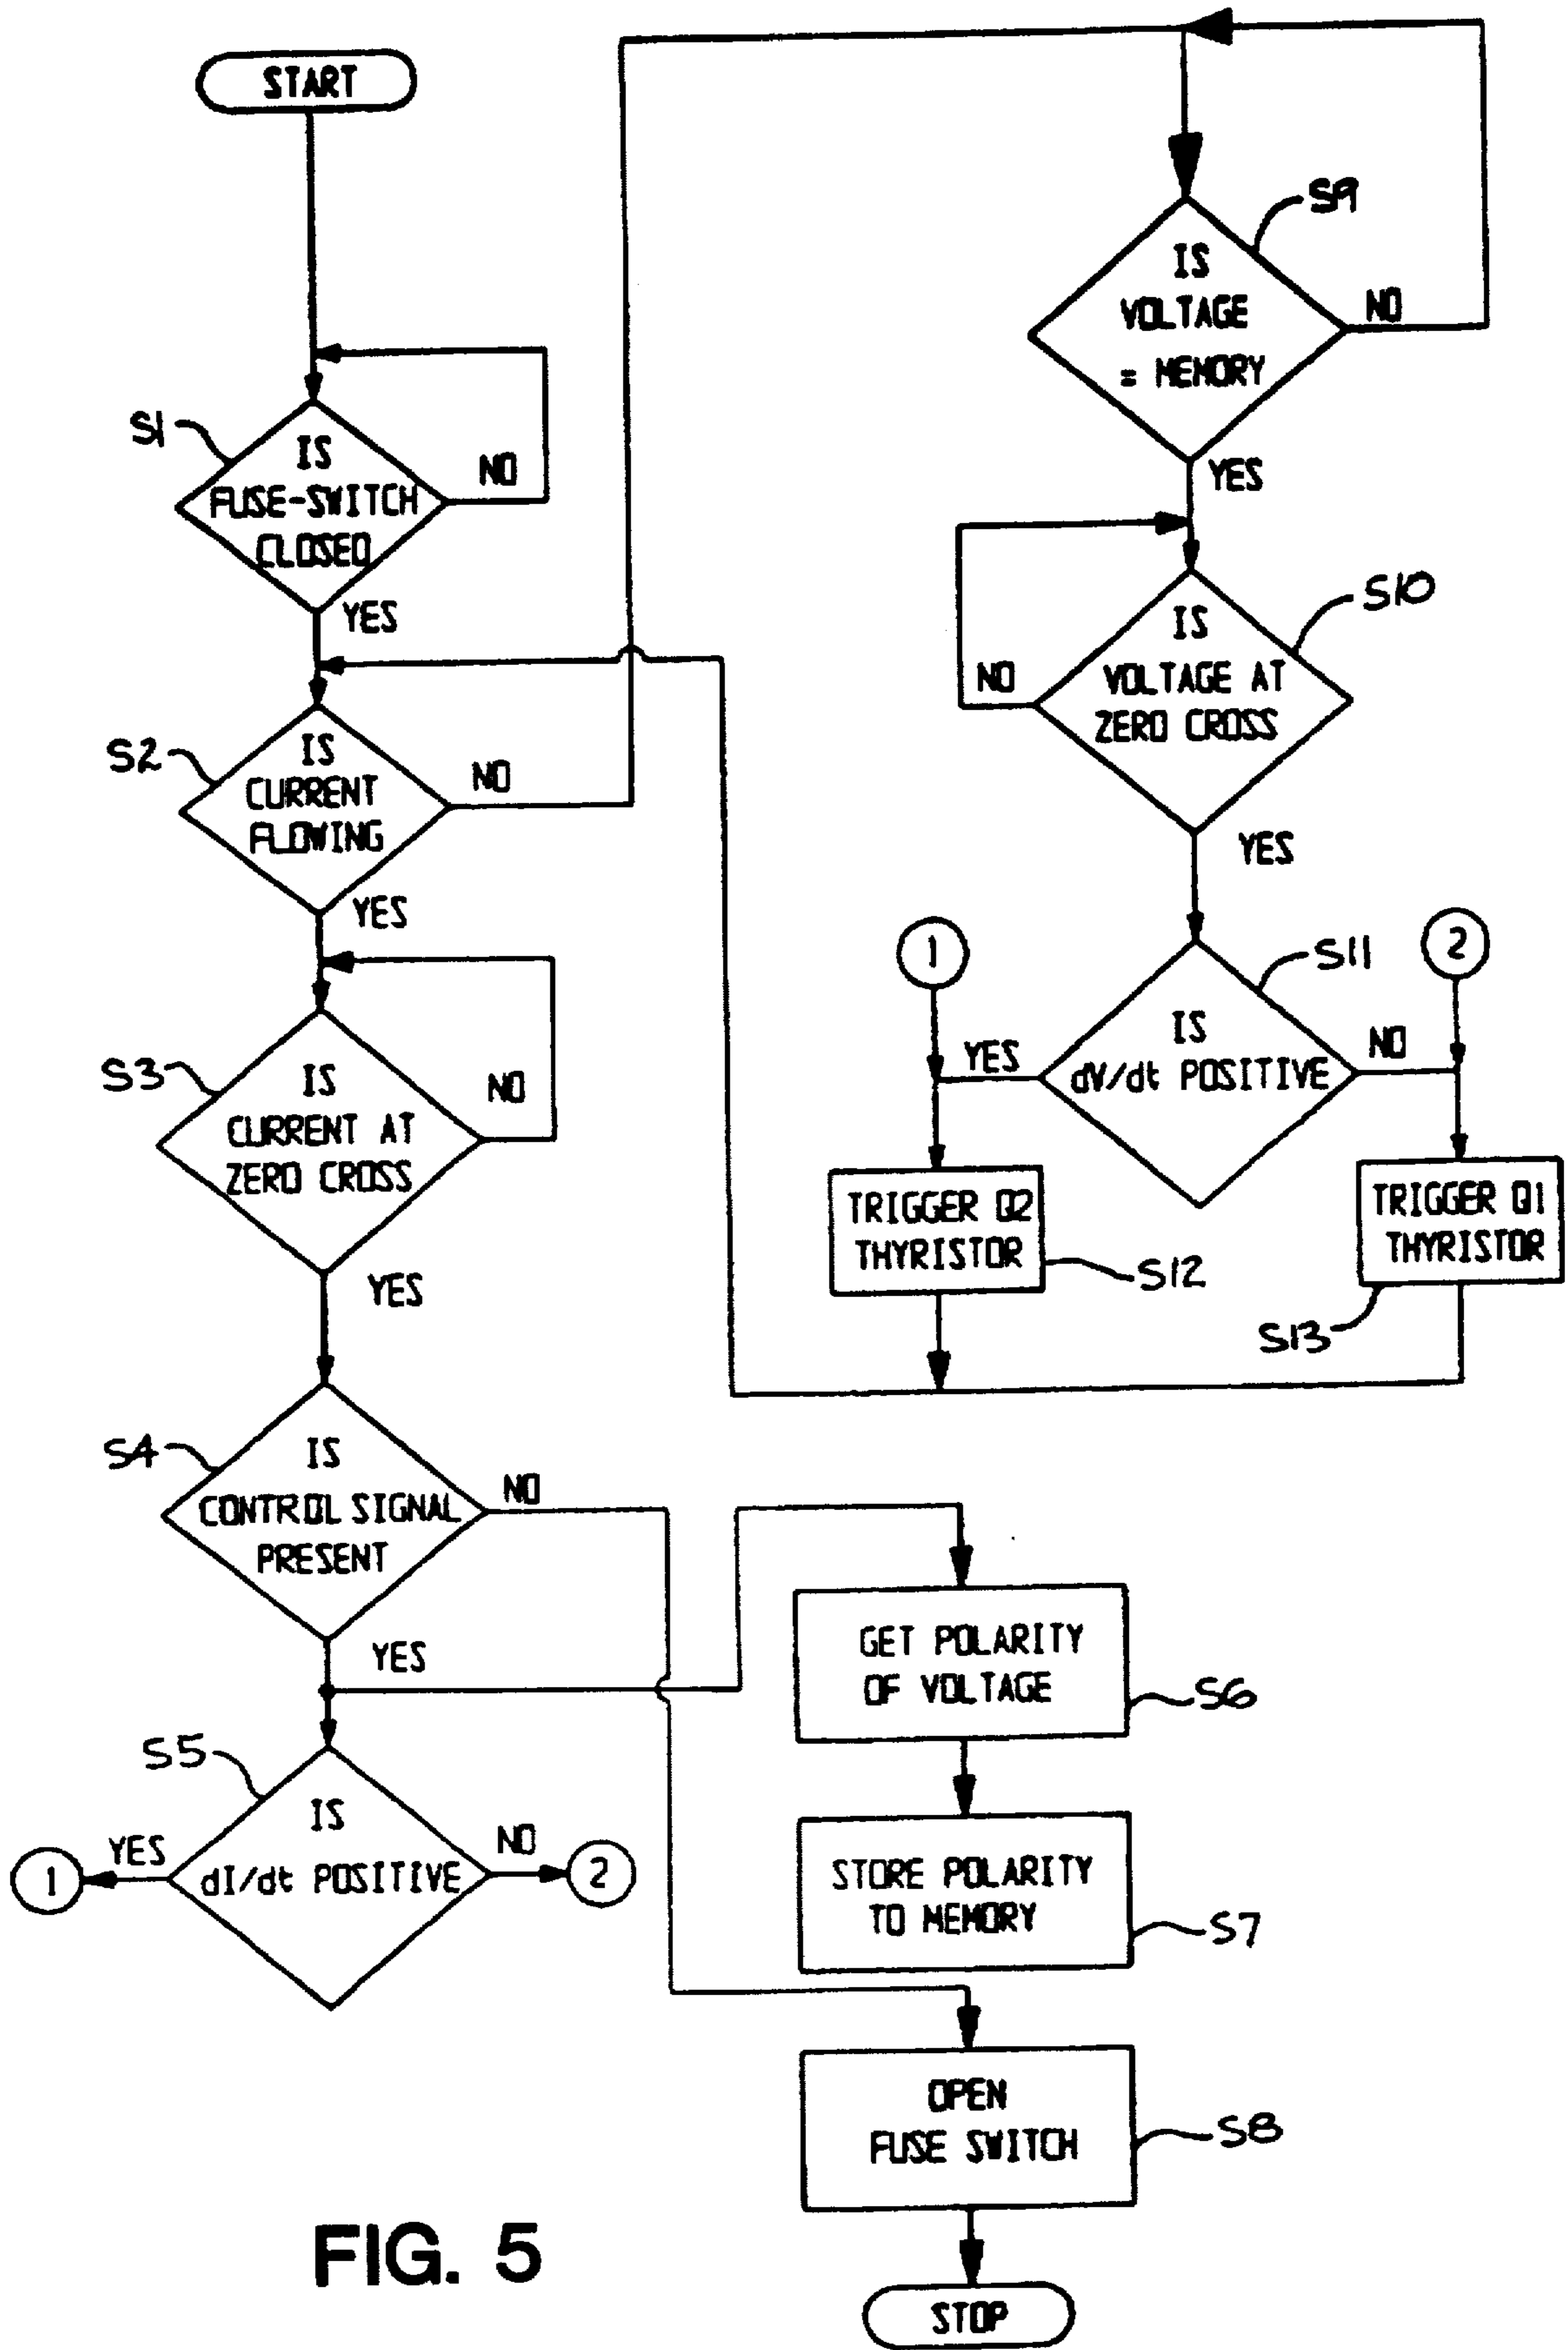 START
S1
IS
FUSE-SWITCH
CLOSED
NO
YES
S2
IS
CURRENT
FLOWING
NO
YES
S3
IS
CURRENT AT
ZERO CROSS
NO
YES
S4
IS
CONTROL SIGNAL
PRESENT
NO
YES
S5
IS
dI/dt POSITIVE
YES
1
NO
2
S9
IS
VOLTAGE
= MEMORY
NO
YES
S10
IS
VOLTAGE AT
ZERO CROSS
NO
YES
1
S11
2
IS
dV/dt POSITIVE
YES
NO
TRIGGER Q2
THYRISTOR
S12
TRIGGER Q1
THYRISTOR
S13
GET POLARITY
OF VOLTAGE
S6
STORE POLARITY
TO MEMORY
S7
OPEN
FUSE SWITCH
S8
STOP
FIG. 5